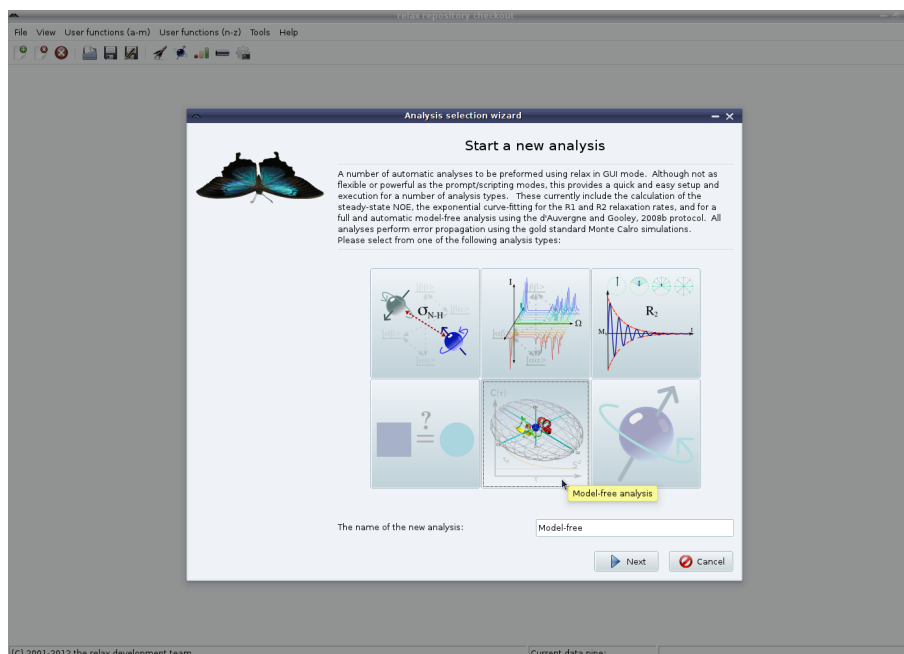 relax repository checkout
File View User functions (a-m) User functions (n-z) Tools Help
Analysis selection wizard
Start a new analysis
A number of automatic analyses to be preformed using relax in GUI mode. Although not as
flexible or powerful as the prompt/scripting modes, this provides a quick and easy setup and
execution for a number of analysis types. These currently include the calculation of the
steady-state NOE, the exponential curve-fitting for the R1 and R2 relaxation rates, and for a
full and automatic model-free analysis using the d'Auvergne and Gooley, 2008b protocol. All
analyses perform error propagation using the gold standard Monte Calro simulations.
Please select from one of the following analysis types:
σN-H
I
Ω
R2
M
t
?
=
C(τ)
S²
τ
Model-free analysis
The name of the new analysis: Model-free
Next Cancel
(C) 2001-2012 the relax development team Current data pipe: